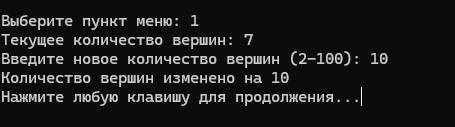 Выберите пункт меню: 1
Текущее количество вершин: 7
Введите новое количество вершин (2-100): 10
Количество вершин изменено на 10
Нажмите любую клавишу для продолжения...